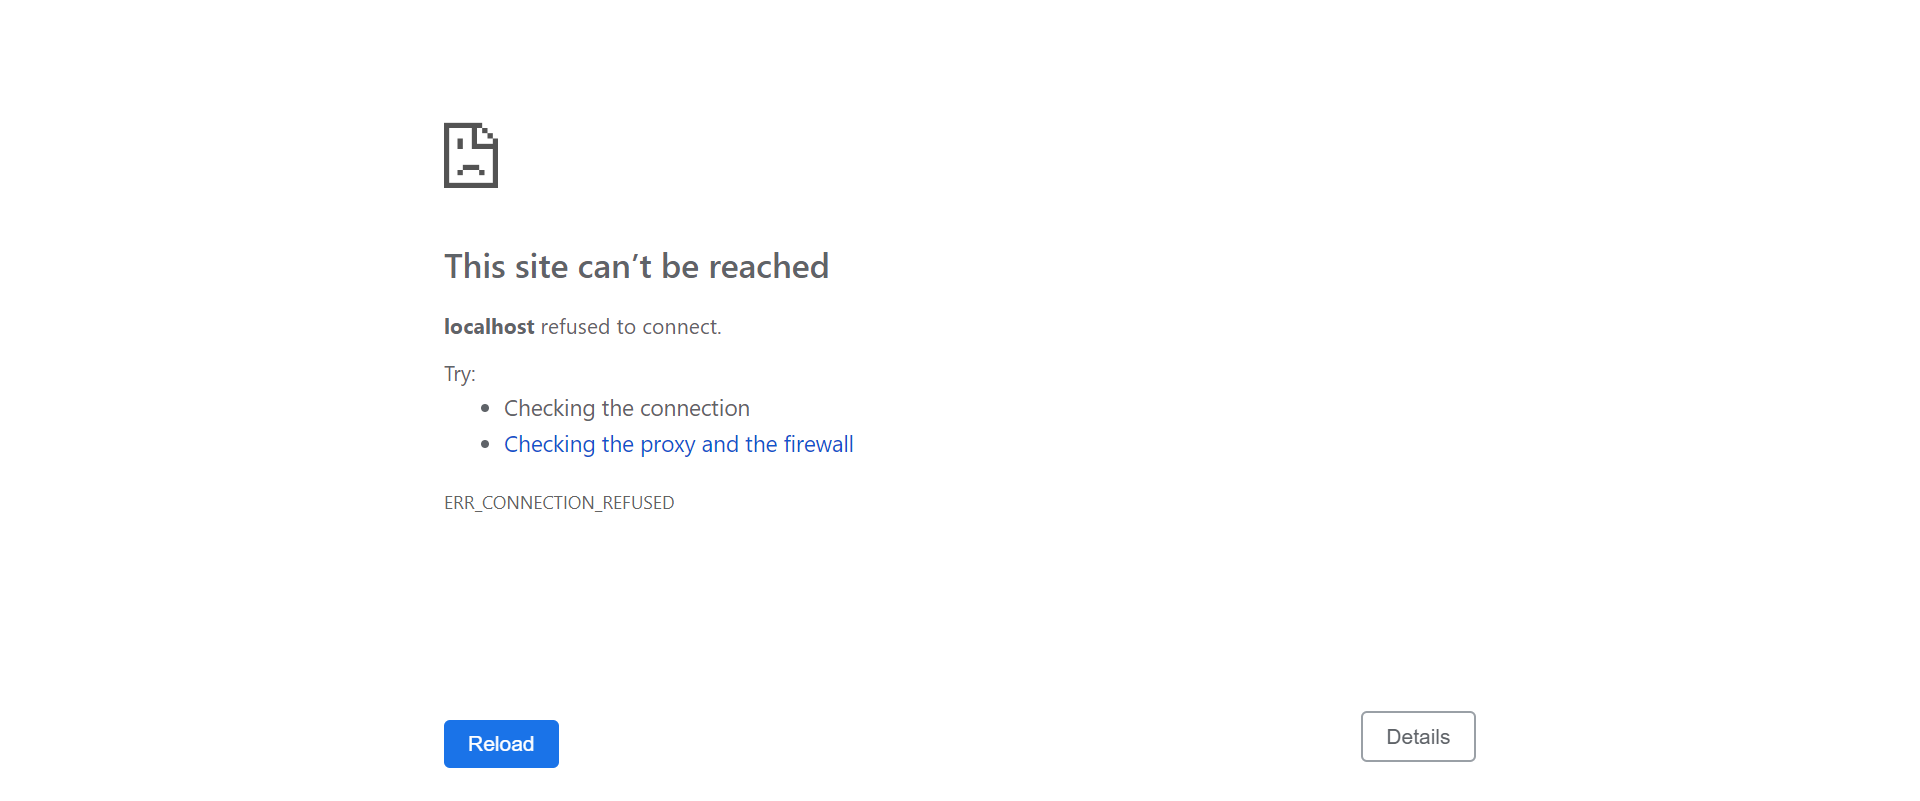 This site can’t be reached
localhost refused to connect.
Try:
Checking the connection
Checking the proxy and the firewall
ERR_CONNECTION_REFUSED
Reload
Details